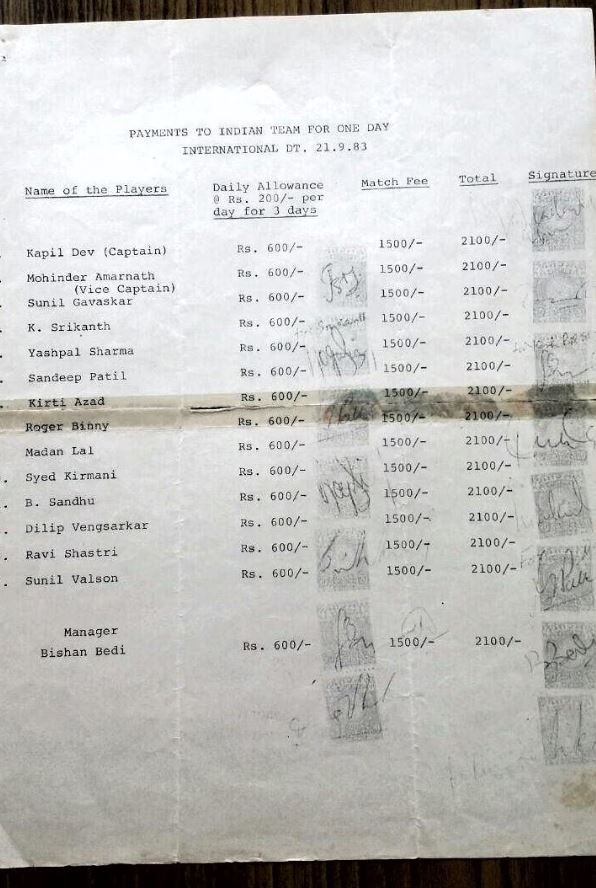 PAYMENTS TO INDIAN TEAM FOR ONE DAY
INTERNATIONAL DT. 21.9.83
Name of the Players Daily Allowance @ Rs. 200/- per day for 3 days Match Fee Total Signature
Kapil Dev (Captain) Rs. 600/- 1500/- 2100/-
Mohinder Amarnath Rs. 600/- 1500/- 2100/-
(Vice Captain)
Sunil Gavaskar Rs. 600/- 1500/- 2100/-
K. Srikanth Rs. 600/- 1500/- 2100/-
Yashpal Sharma Rs. 600/- 1500/- 2100/-
Sandeep Patil Rs. 600/- 1500/- 2100/-
Kirti Azad Rs. 600/- 1500/- 2100/-
Roger Binny Rs. 600/- 1500/- 2100/-
Madan Lal Rs. 600/- 1500/- 2100/-
Syed Kirmani Rs. 600/- 1500/- 2100/-
B. Sandhu Rs. 600/- 1500/- 2100/-
Dilip Vengsarkar Rs. 600/- 1500/- 2100/-
Ravi Shastri Rs. 600/- 1500/- 2100/-
Sunil Valson Rs. 600/- 1500/- 2100/-
Manager
Bishan Bedi Rs. 600/- 1500/- 2100/-